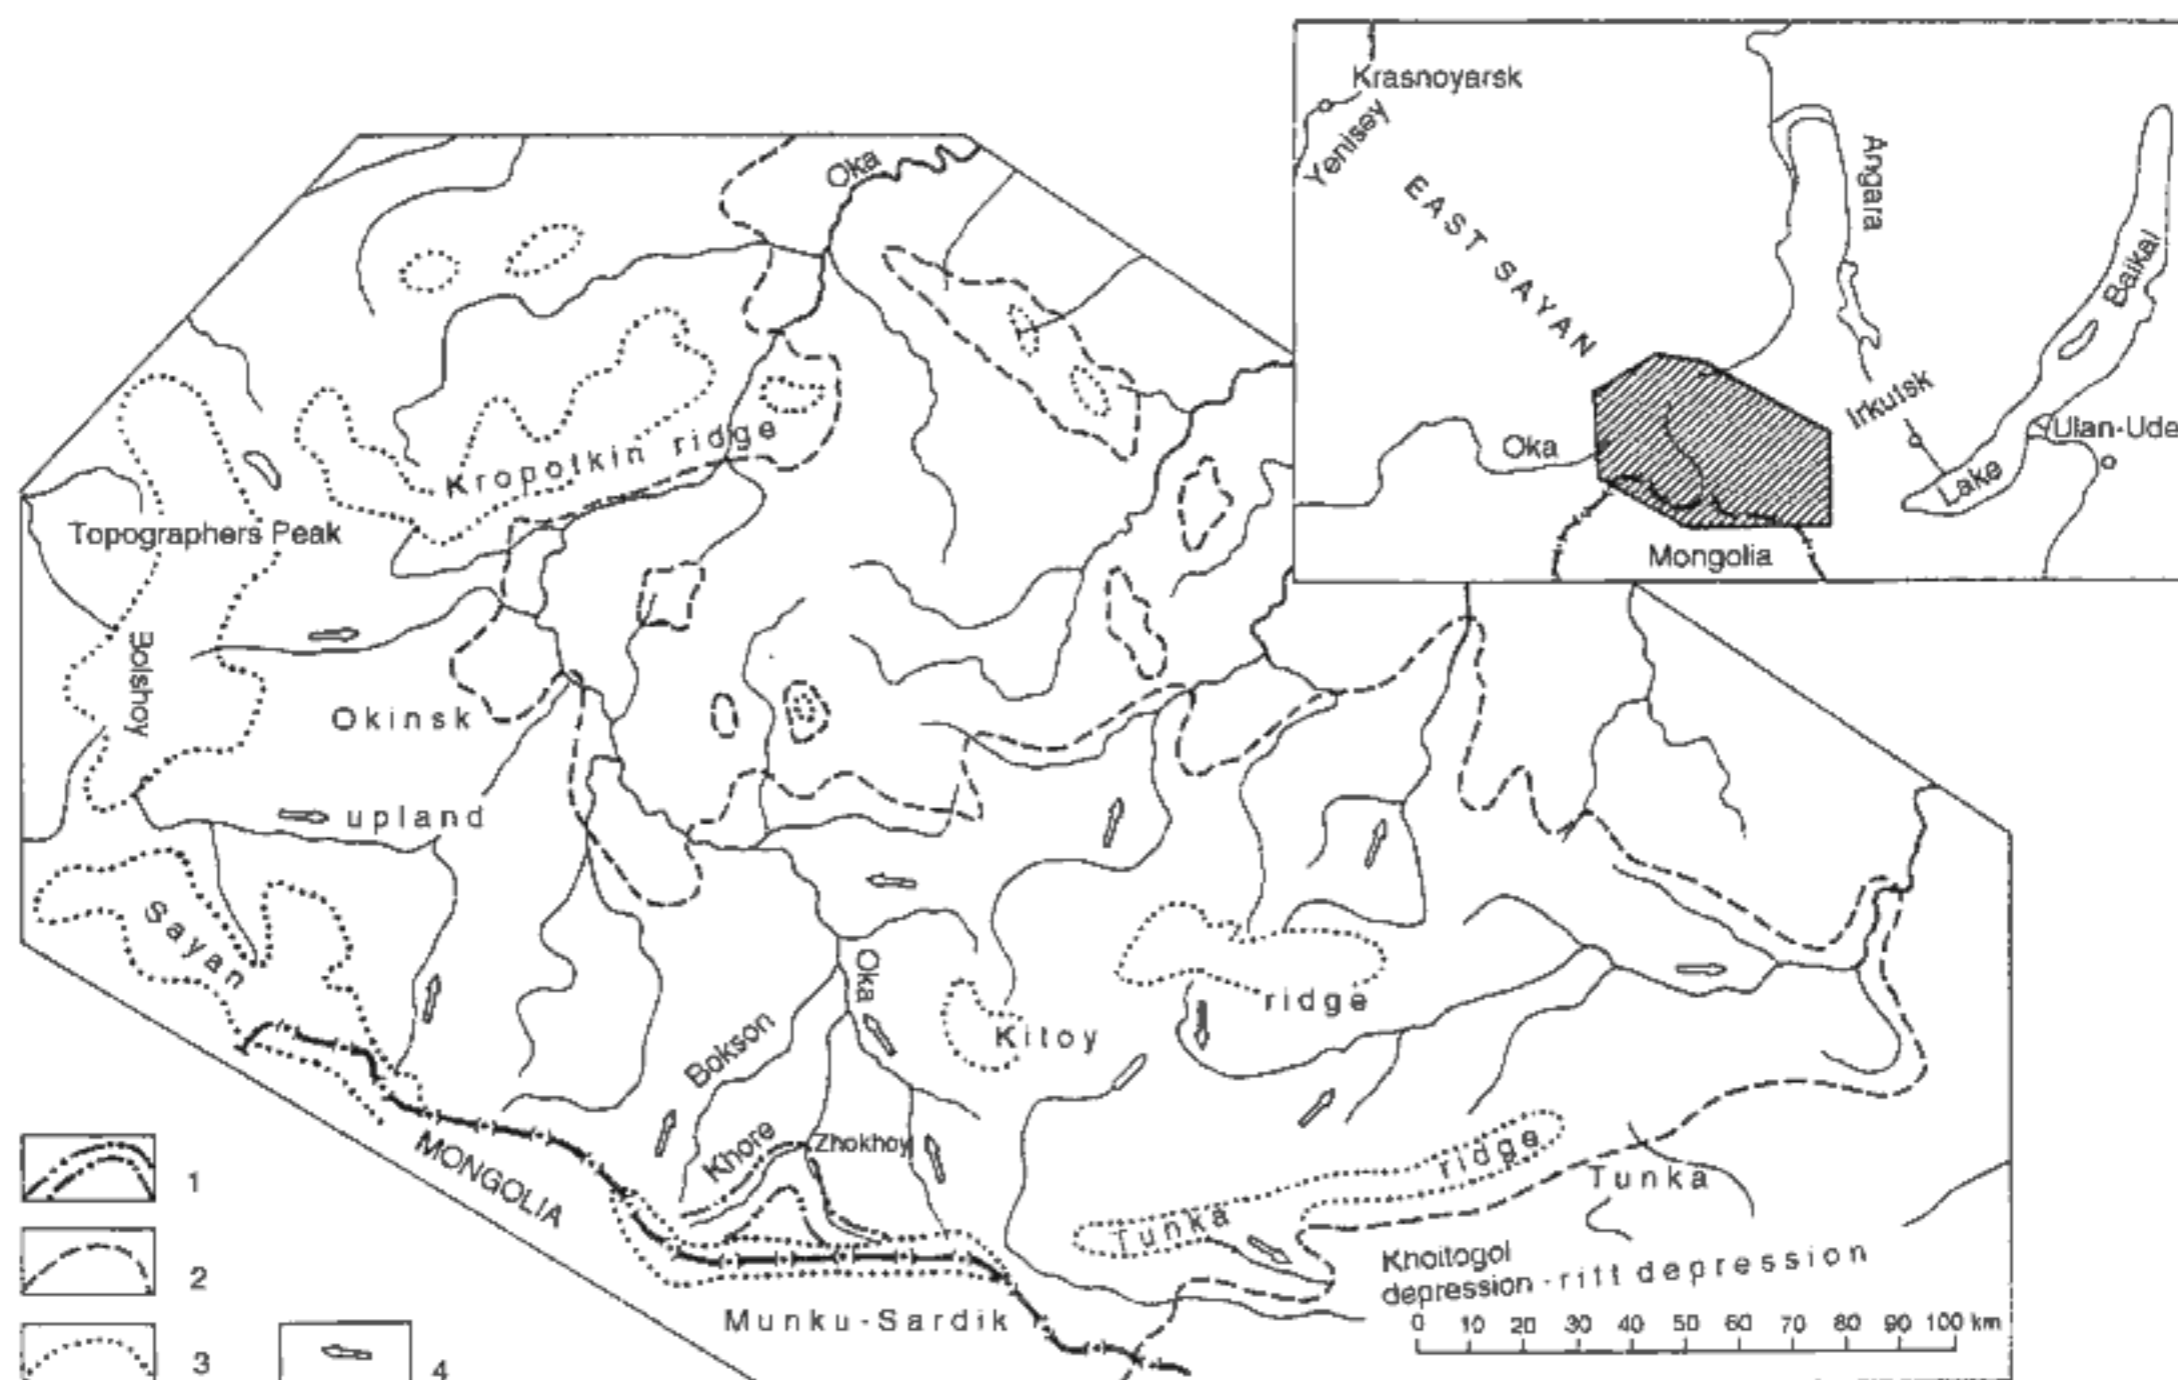 Krasnoyarsk
Yenisey
EAST SAYAN
Angara
Baikal
Irkutsk
Oka
Ulan-Ude
Lake
Mongolia
Oka
Kropotkin ridge
Topographers Peak
Bolshoy
Okinsk
upland
Sayan
Oka
Kitoy
ridge
Bokson
Khore
Zhokhoy
MONGOLIA
Tunka
ridge
Tunka
Khoitogol
depression - rift depression
Munku-Sardik
0 10 20 30 40 50 60 70 80 90 100 km
1
2
3
4